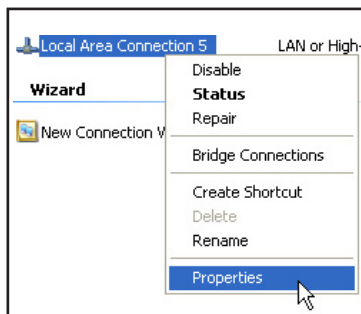 Local Area Connection 5 LAN or High-
Wizard
New Connection W
Disable
Status
Repair
Bridge Connections
Create Shortcut
Delete
Rename
Properties